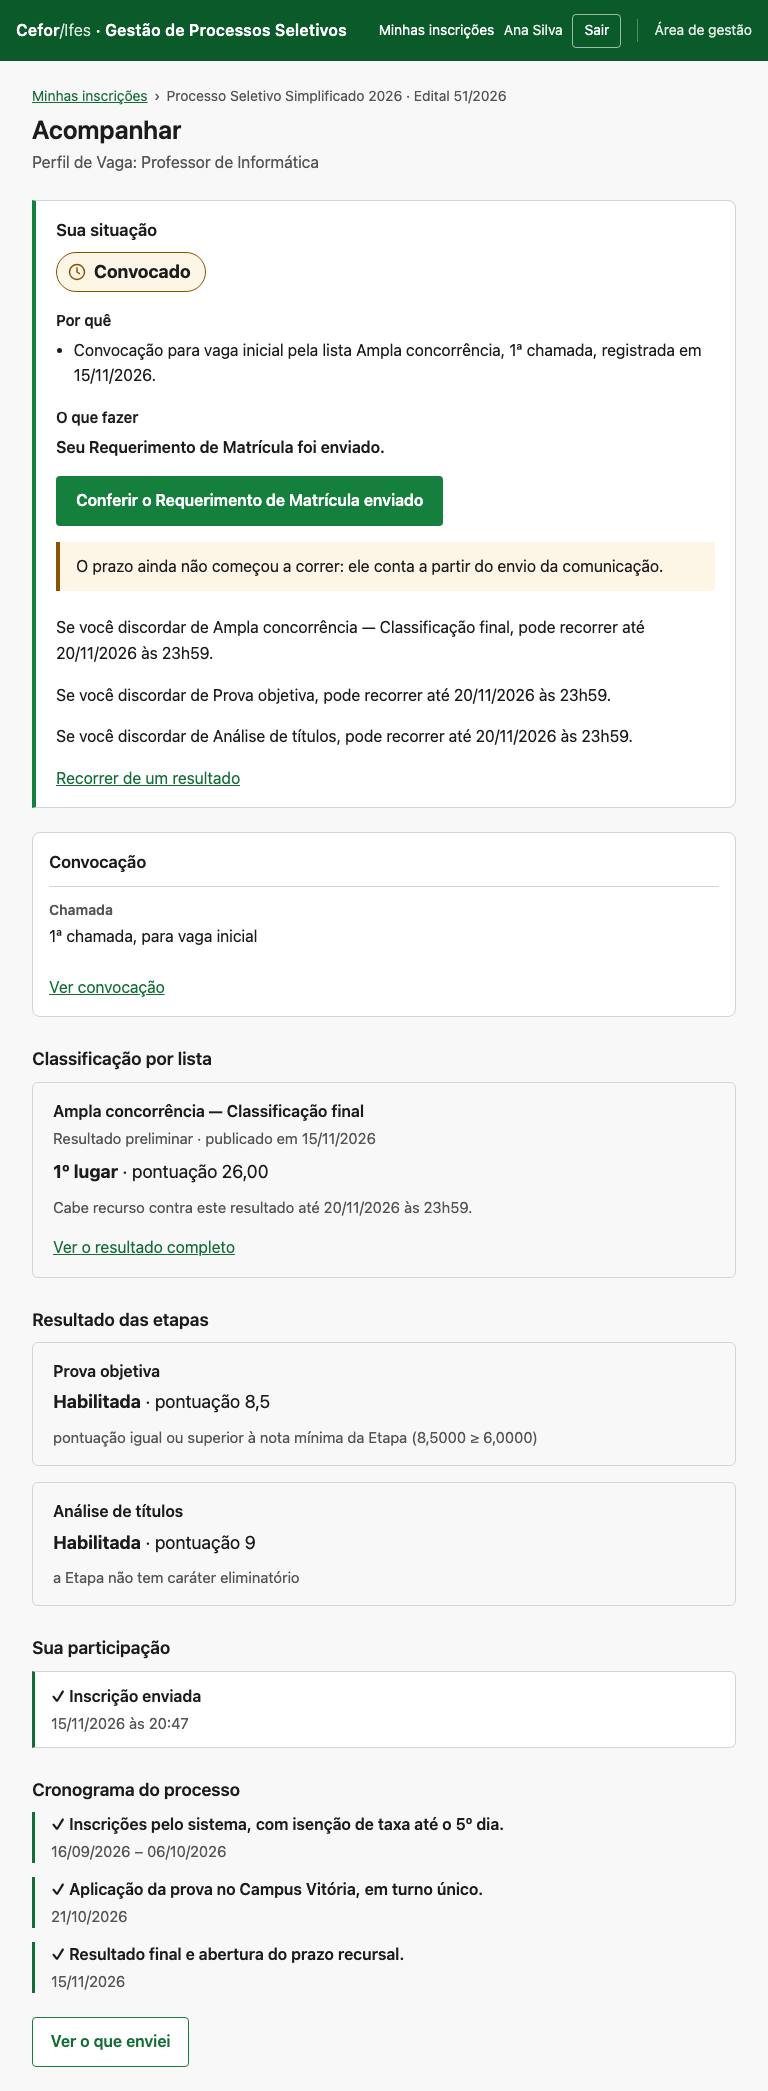 Cefor/Ifes · Gestão de Processos Seletivos Minhas inscrições Ana Silva Sair Área de gestão
Minhas inscrições › Processo Seletivo Simplificado 2026 · Edital 51/2026
Acompanhar
Perfil de Vaga: Professor de Informática
Sua situação
Convocado
Por quê
• Convocação para vaga inicial pela lista Ampla concorrência, 1ª chamada, registrada em
15/11/2026.
O que fazer
Seu Requerimento de Matrícula foi enviado.
Conferir o Requerimento de Matrícula enviado
O prazo ainda não começou a correr: ele conta a partir do envio da comunicação.
Se você discordar de Ampla concorrência — Classificação final, pode recorrer até
20/11/2026 às 23h59.
Se você discordar de Prova objetiva, pode recorrer até 20/11/2026 às 23h59.
Se você discordar de Análise de títulos, pode recorrer até 20/11/2026 às 23h59.
Recorrer de um resultado
Convocação
Chamada
1ª chamada, para vaga inicial
Ver convocação
Classificação por lista
Ampla concorrência — Classificação final
Resultado preliminar · publicado em 15/11/2026
1º lugar · pontuação 26,00
Cabe recurso contra este resultado até 20/11/2026 às 23h59.
Ver o resultado completo
Resultado das etapas
Prova objetiva
Habilitada · pontuação 8,5
pontuação igual ou superior à nota mínima da Etapa (8,5000 ≥ 6,0000)
Análise de títulos
Habilitada · pontuação 9
a Etapa não tem caráter eliminatório
Sua participação
✓ Inscrição enviada
15/11/2026 às 20:47
Cronograma do processo
✓ Inscrições pelo sistema, com isenção de taxa até o 5º dia.
16/09/2026 – 06/10/2026
✓ Aplicação da prova no Campus Vitória, em turno único.
21/10/2026
✓ Resultado final e abertura do prazo recursal.
15/11/2026
Ver o que enviei